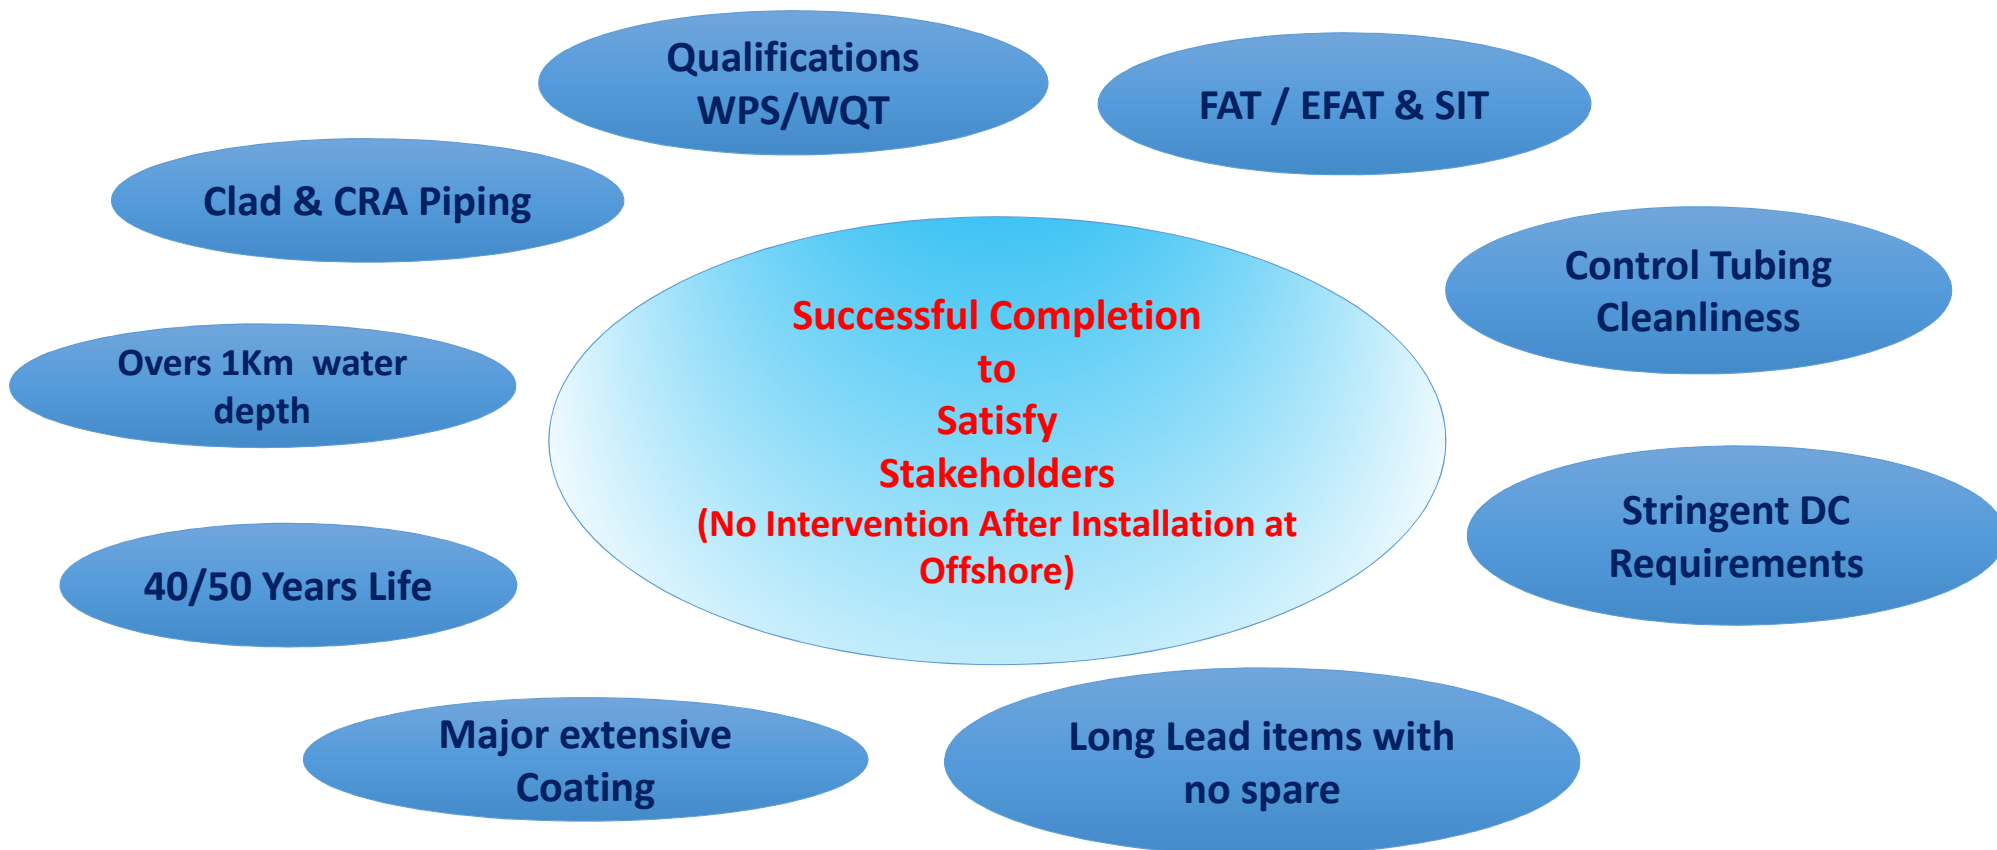 Qualifications
WPS/WQT
FAT / EFAT & SIT
Clad & CRA Piping
Control Tubing
Cleanliness
Successful Completion
to
Satisfy
Stakeholders
(No Intervention After Installation at
Offshore)
Overs 1Km water
depth
Stringent DC
Requirements
40/50 Years Life
Major extensive
Coating
Long Lead items with
no spare